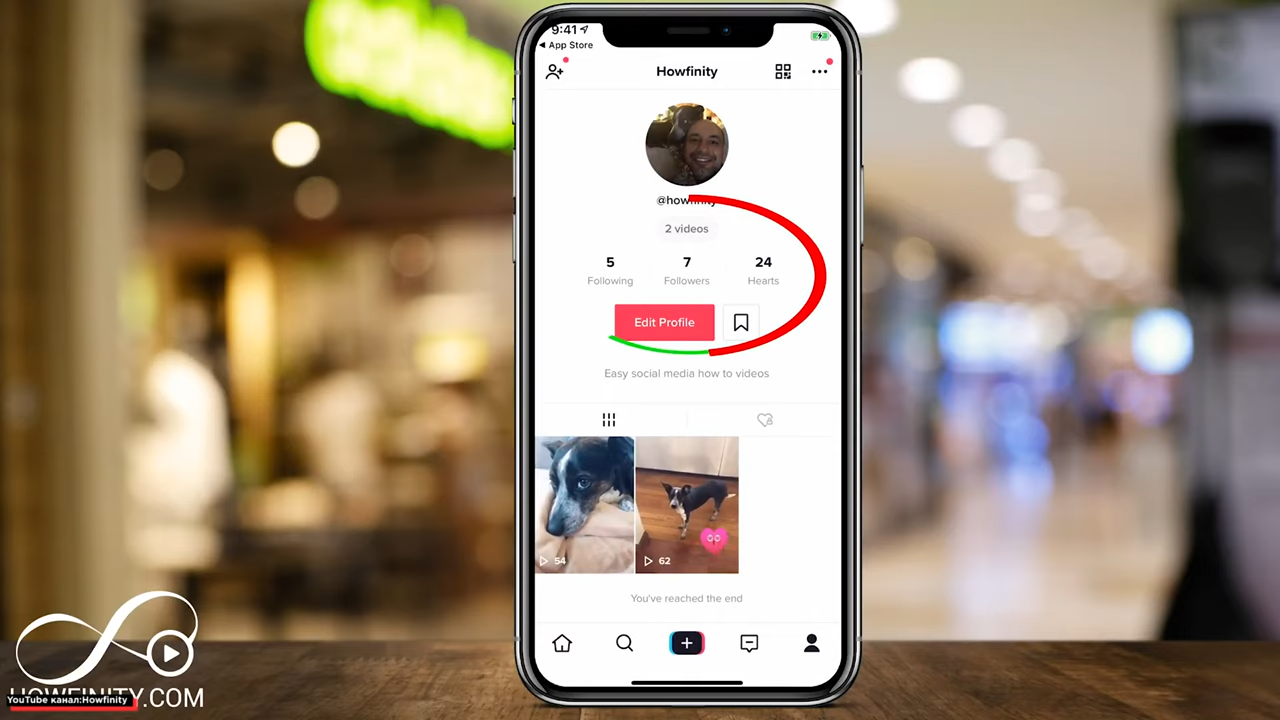 9:41
App Store
Howfinity
@howfinity
2 videos
5
7
24
Following
Followers
Hearts
Edit Profile
Easy social media how to videos
54
62
You've reached the end
HOWFINITY.COM
YouTube канал:Howfinity